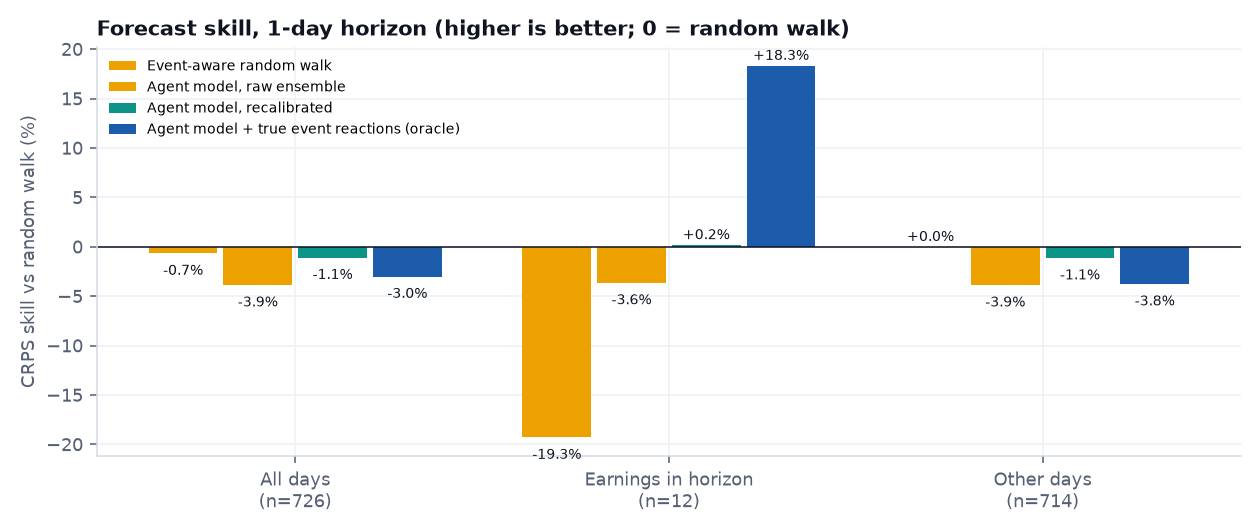 Forecast skill, 1-day horizon (higher is better; 0 = random walk)
CRPS skill vs random walk (%)
20
15
10
5
0
−5
−10
−15
−20
Event-aware random walk
Agent model, raw ensemble
Agent model, recalibrated
Agent model + true event reactions (oracle)
-0.7%
-3.9%
-1.1%
-3.0%
-19.3%
-3.6%
+0.2%
+18.3%
+0.0%
-3.9%
-1.1%
-3.8%
All days
(n=726)
Earnings in horizon
(n=12)
Other days
(n=714)